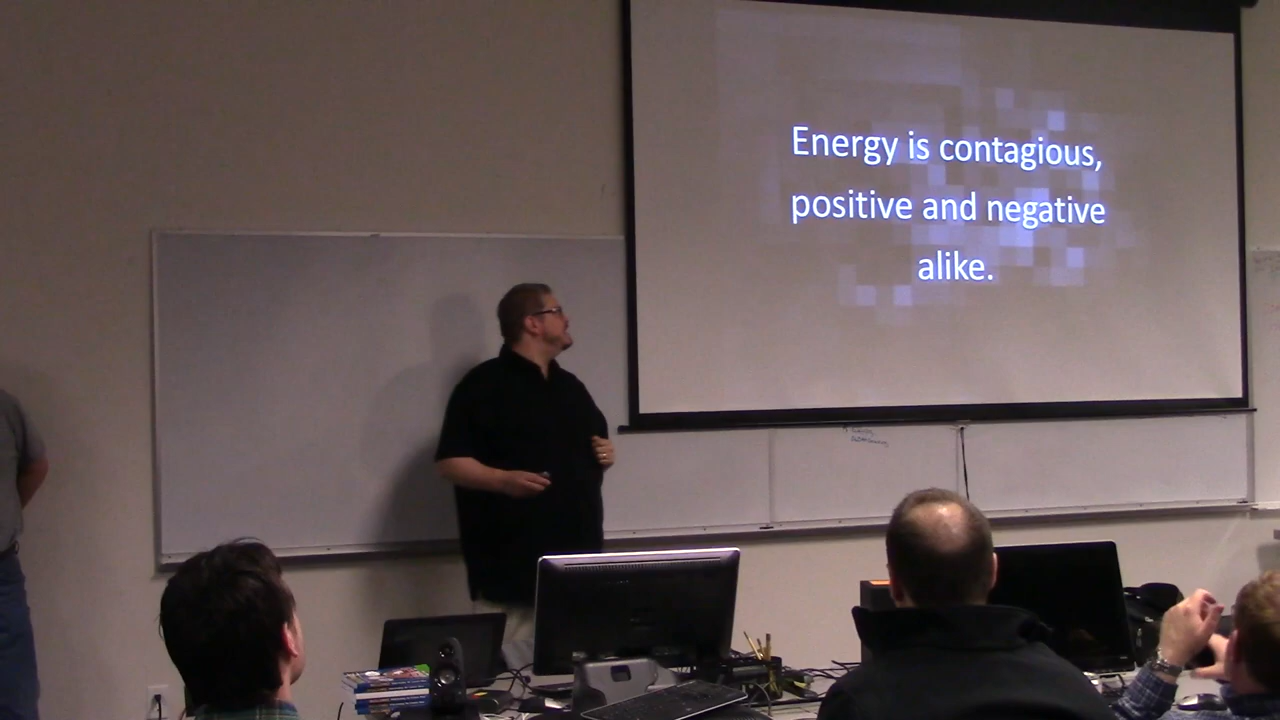 Energy is contagious,
positive and negative
alike.